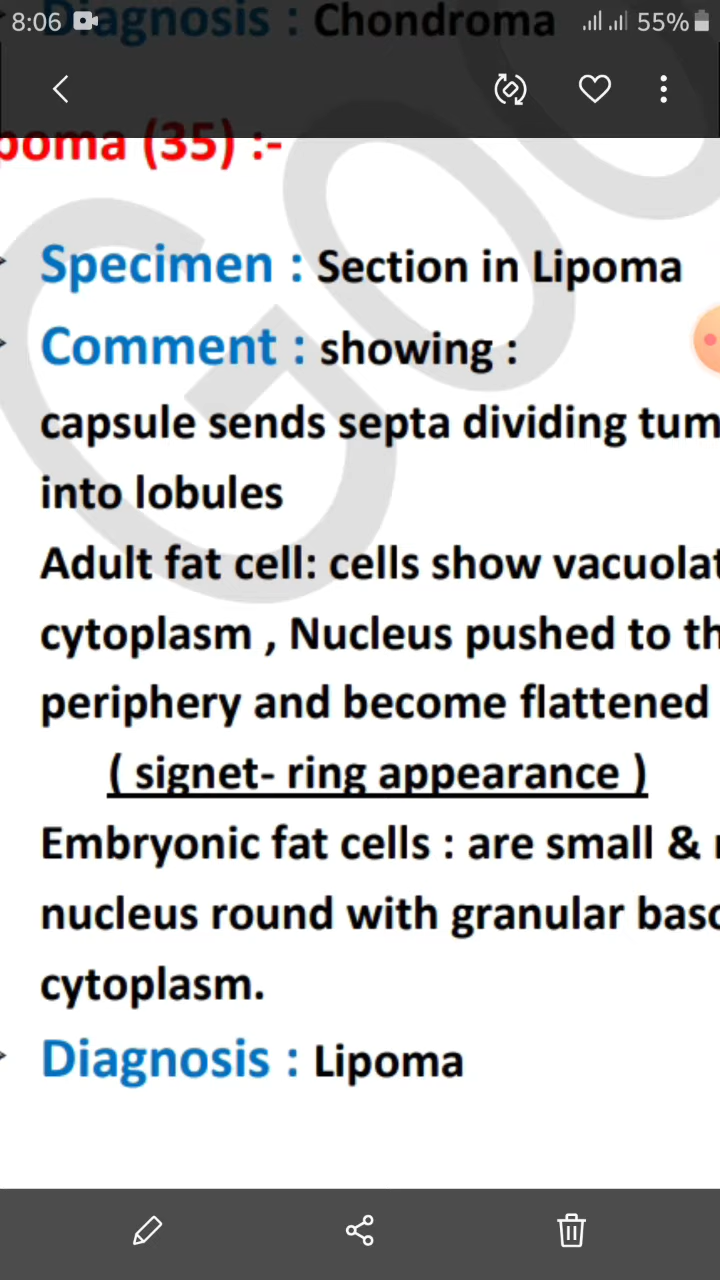 8:06 55%
Diagnosis : Chondroma
poma (35) :-
Specimen : Section in Lipoma
Comment : showing :
capsule sends septa dividing tum
into lobules
Adult fat cell: cells show vacuolat
cytoplasm , Nucleus pushed to th
periphery and become flattened
( signet- ring appearance )
Embryonic fat cells : are small &
nucleus round with granular baso
cytoplasm.
Diagnosis : Lipoma